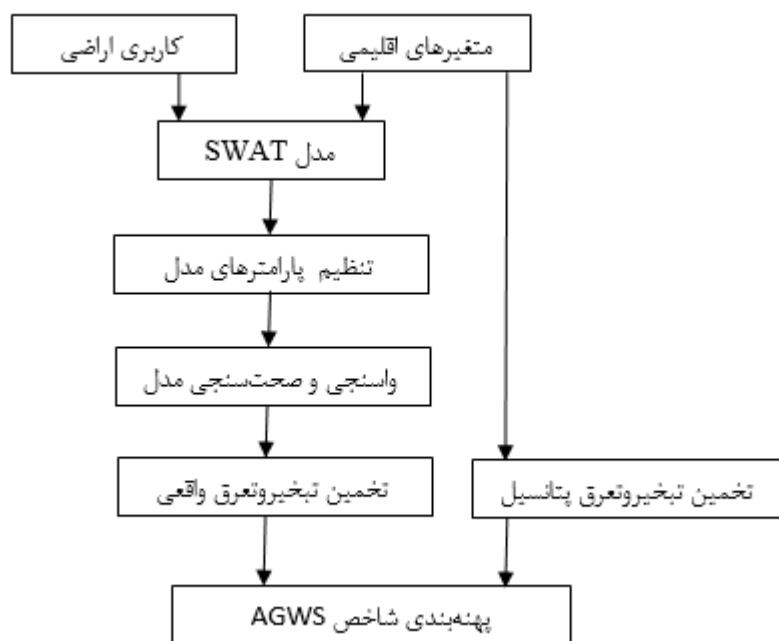 متغیرهای اقلیمی
کاربری اراضی
مدل SWAT
تنظیم پارامترهای مدل
واسنجی و صحت‌سنجی مدل
تخمین تبخیروتعرق پتانسیل
تخمین تبخیروتعرق واقعی
پهنه‌بندی شاخص AGWS